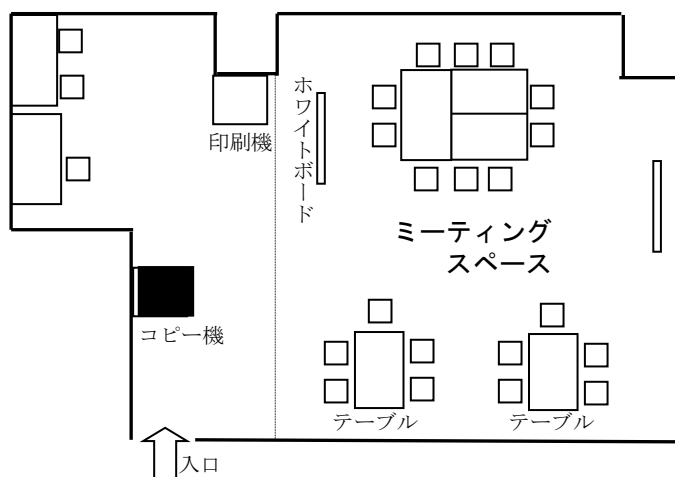 ホワイトボード
印刷機
ミーティング
スペース
コピー機
テーブル
テーブル
入口